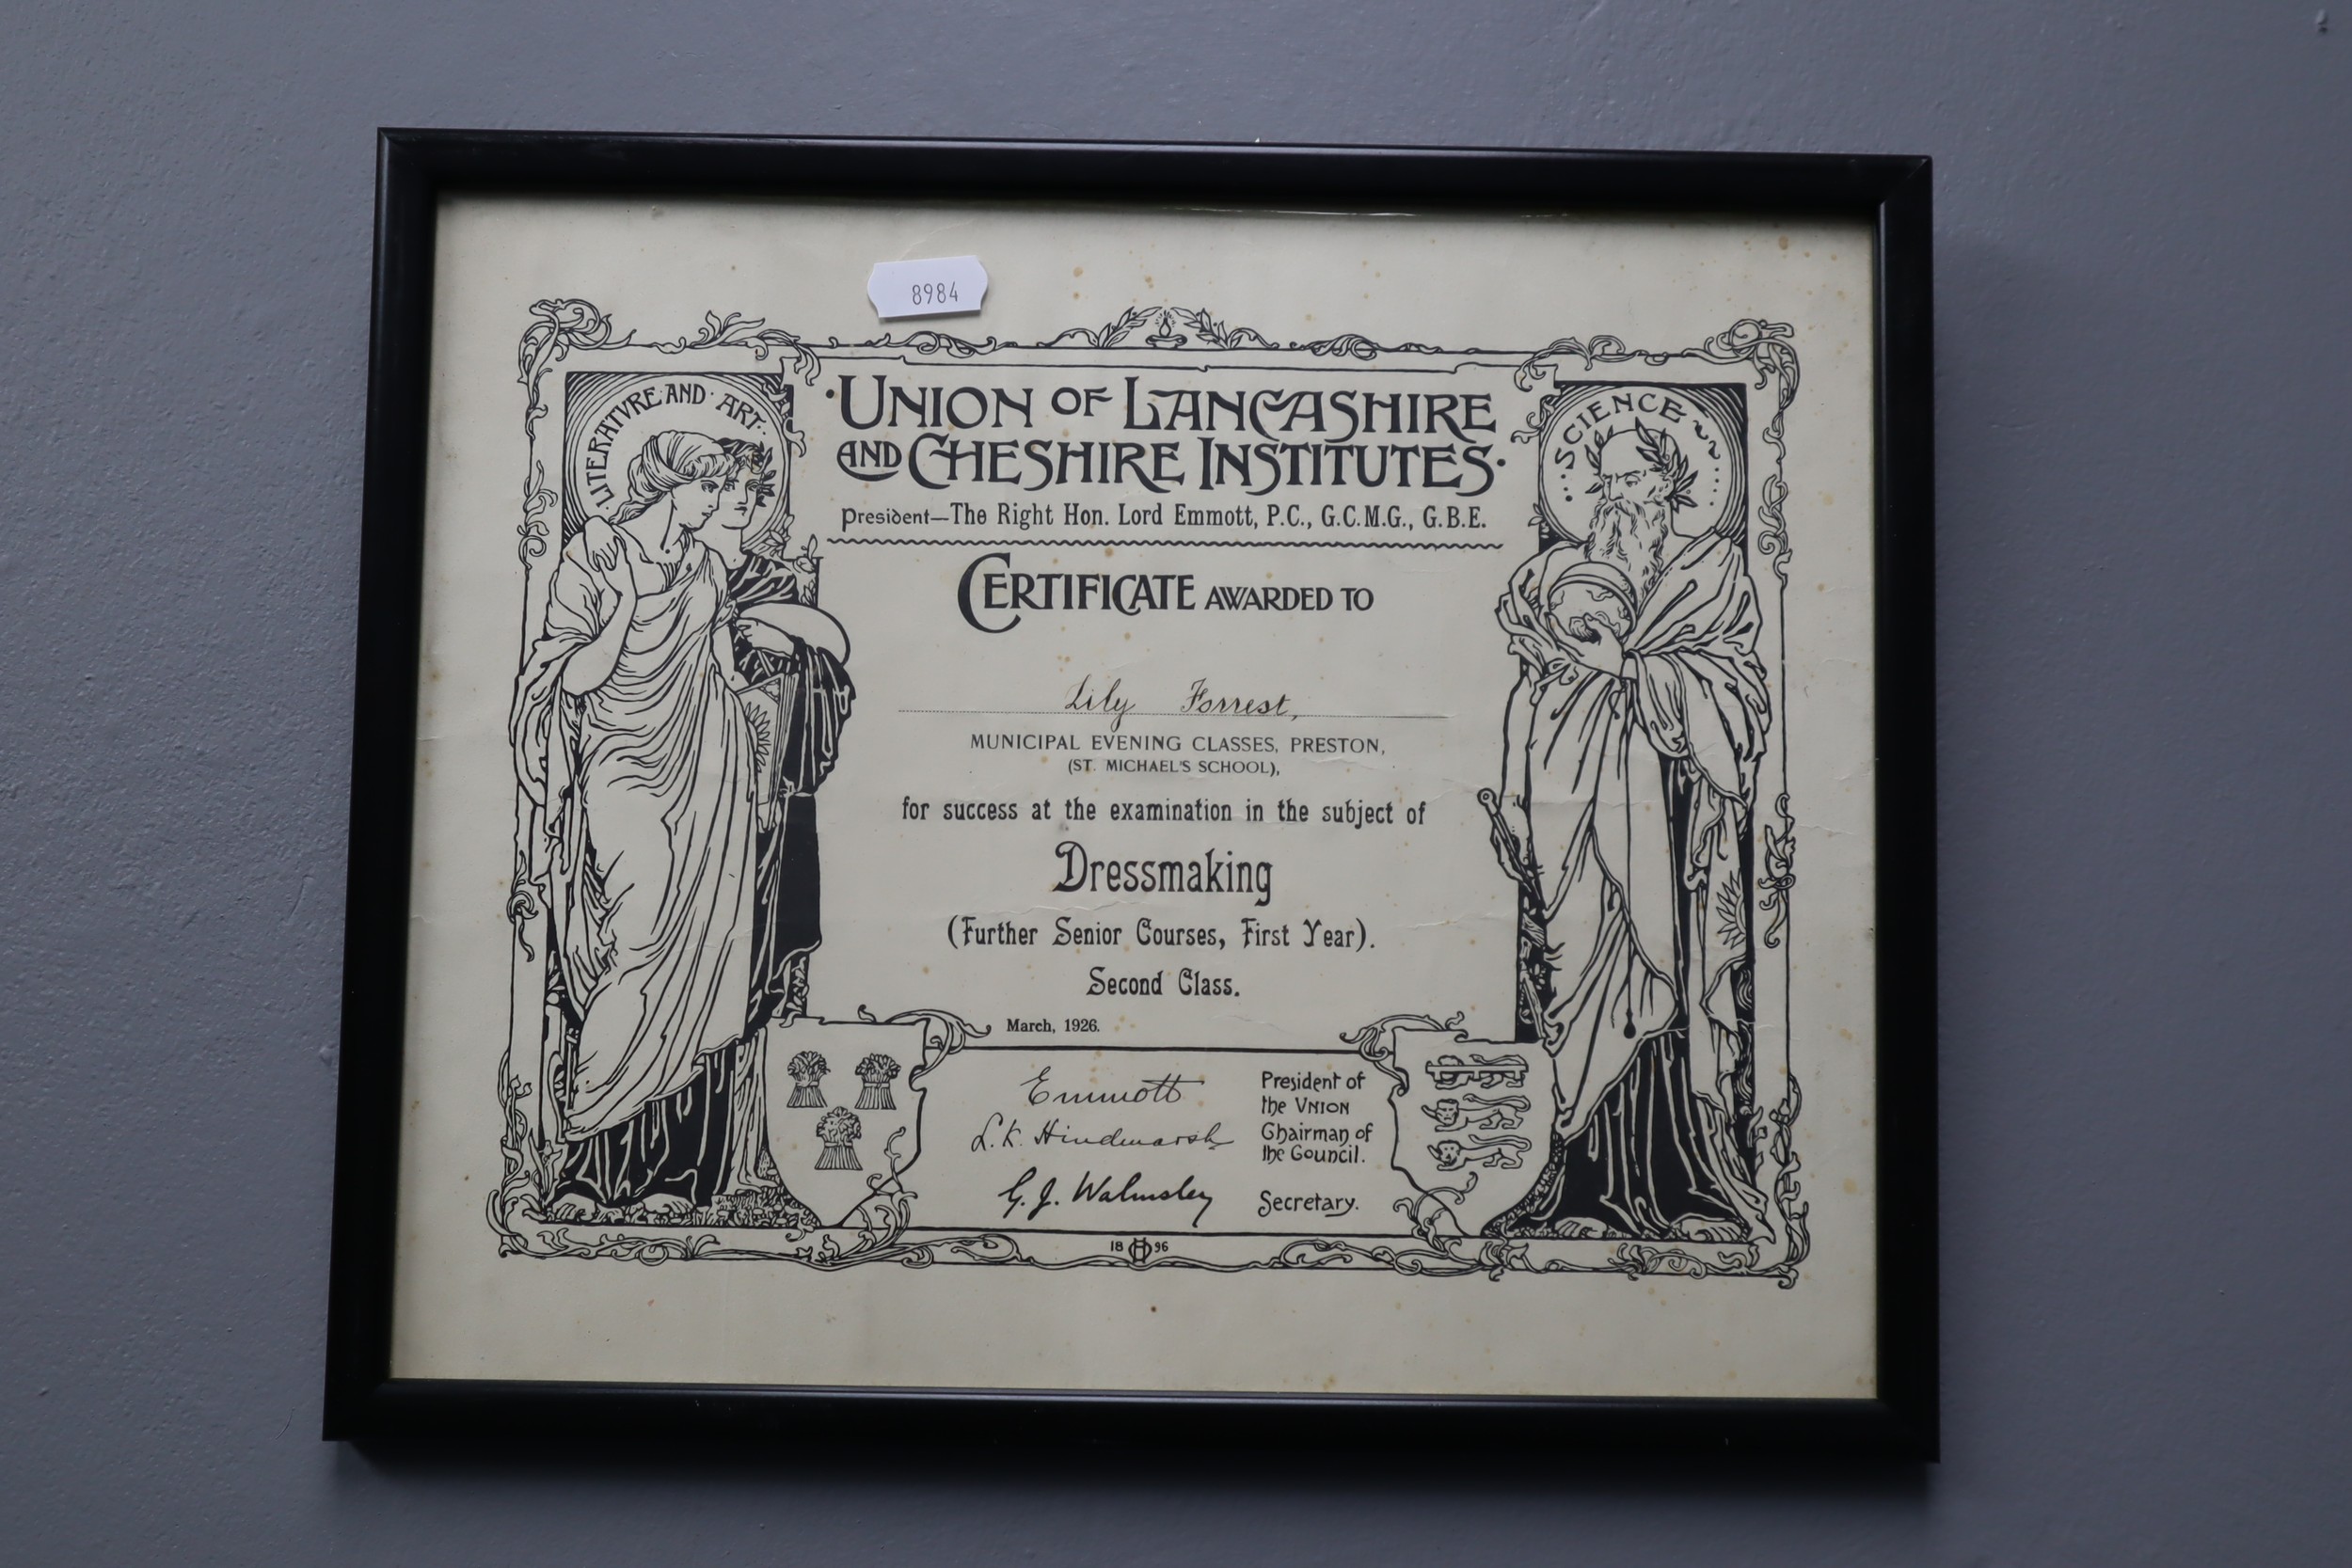 8984
·LITERATVRE·AND·ART·
·UNION OF LANCASHIRE
AND CHESHIRE INSTITUTES·
President—The Right Hon. Lord Emmott, P.C., G.C.M.G., G.B.E.
SCIENCE
CERTIFICATE AWARDED TO
Lily Forrest,
MUNICIPAL EVENING CLASSES, PRESTON,
(ST. MICHAEL'S SCHOOL),
for success at the examination in the subject of
Dressmaking
(Further Senior Courses, First Year).
Second Class.
March, 1926.
Emmott President of
the VNION
L. K. Hindmarsh Chairman of
the Council.
G. J. Walmsley Secretary.
18 96